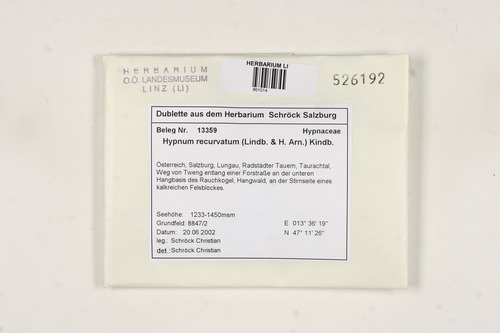 HERBARIUM
O.Ö. LANDESMUSEUM
LINZ (LI)
HERBARIUM LI
526192
Dublette aus dem Herbarium Schröck Salzburg
Beleg Nr. 13359 Hypnaceae
Hypnum recurvatum (Lindb. & H. Arn.) Kindb.
Österreich, Salzburg, Lungau, Radstädter Tauern, Taurachtal,
Weg von Tweng entlang einer Forstraße an der unteren
Hangbasis des Rauchkogel, Hangwald, an der Stirnseite eines
kalkreichen Felsblockes.
Seehöhe: 1233-1450msm
Grundfeld: 8847/2 E 013° 36' 19"
Datum: 20.06.2002 N 47° 11' 26"
leg.: Schröck Christian
det.: Schröck Christian